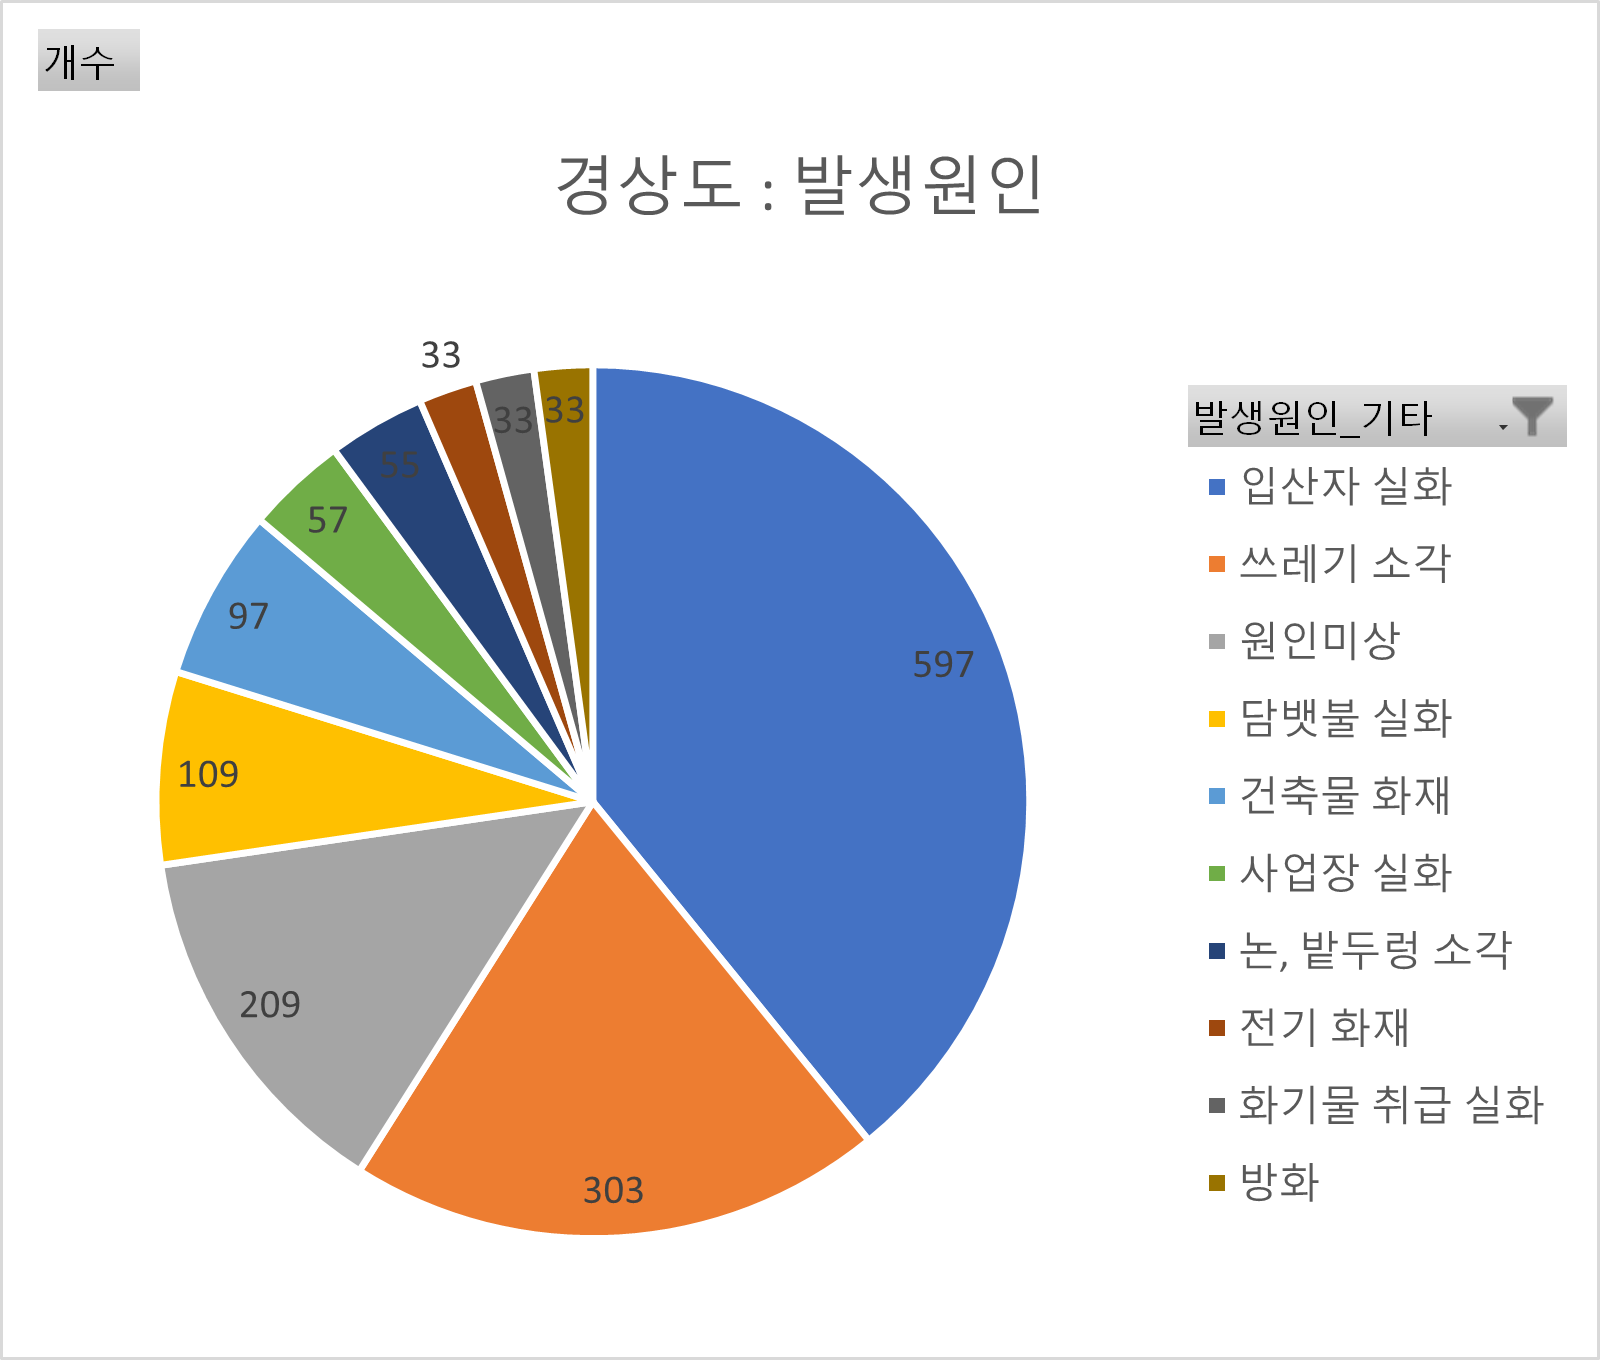 개수
경상도 : 발생원인
33
33
33
55
57
97
109
209
303
597
발생원인_기타
입산자 실화
쓰레기 소각
원인미상
담뱃불 실화
건축물 화재
사업장 실화
논, 밭두렁 소각
전기 화재
화기물 취급 실화
방화